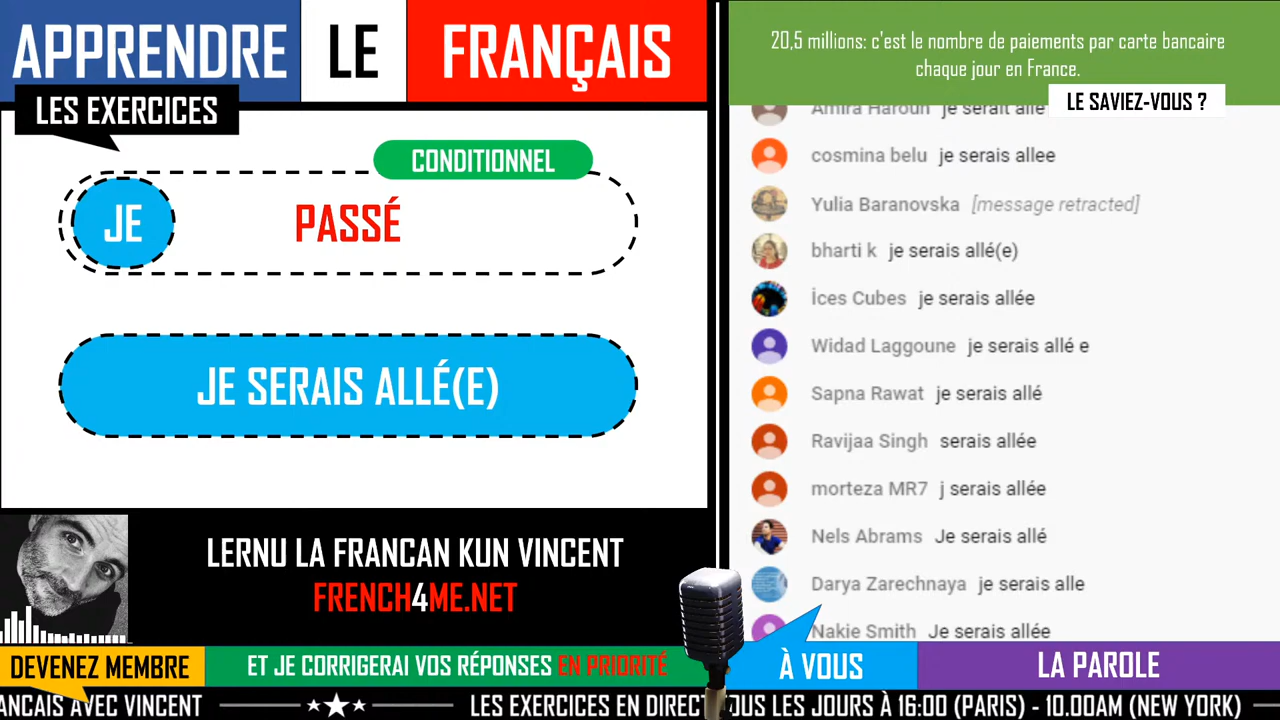 APPRENDRE LE FRANÇAIS
LES EXERCICES
CONDITIONNEL
JE PASSÉ
JE SERAIS ALLÉ(E)
LERNU LA FRANCAN KUN VINCENT
FRENCH4ME.NET
DEVENEZ MEMBRE
ET JE CORRIGERAI VOS RÉPONSES EN PRIORITÉ
20,5 millions: c'est le nombre de paiements par carte bancaire
chaque jour en France.
LE SAVIEZ-VOUS ?
Amira Haroun je serait allé
cosmina belu je serais allee
Yulia Baranovska [message retracted]
bharti k je serais allé(e)
İces Cubes je serais allée
Widad Laggoune je serais allé e
Sapna Rawat je serais allé
Ravijaa Singh serais allée
morteza MR7 j serais allée
Nels Abrams Je serais allé
Darya Zarechnaya je serais alle
Nakie Smith Je serais allée
À VOUS LA PAROLE
ANCAIS AVEC VINCENT LES EXERCICES EN DIRECT OUS LES JOURS À 16:00 (PARIS) - 10.00AM (NEW YORK)